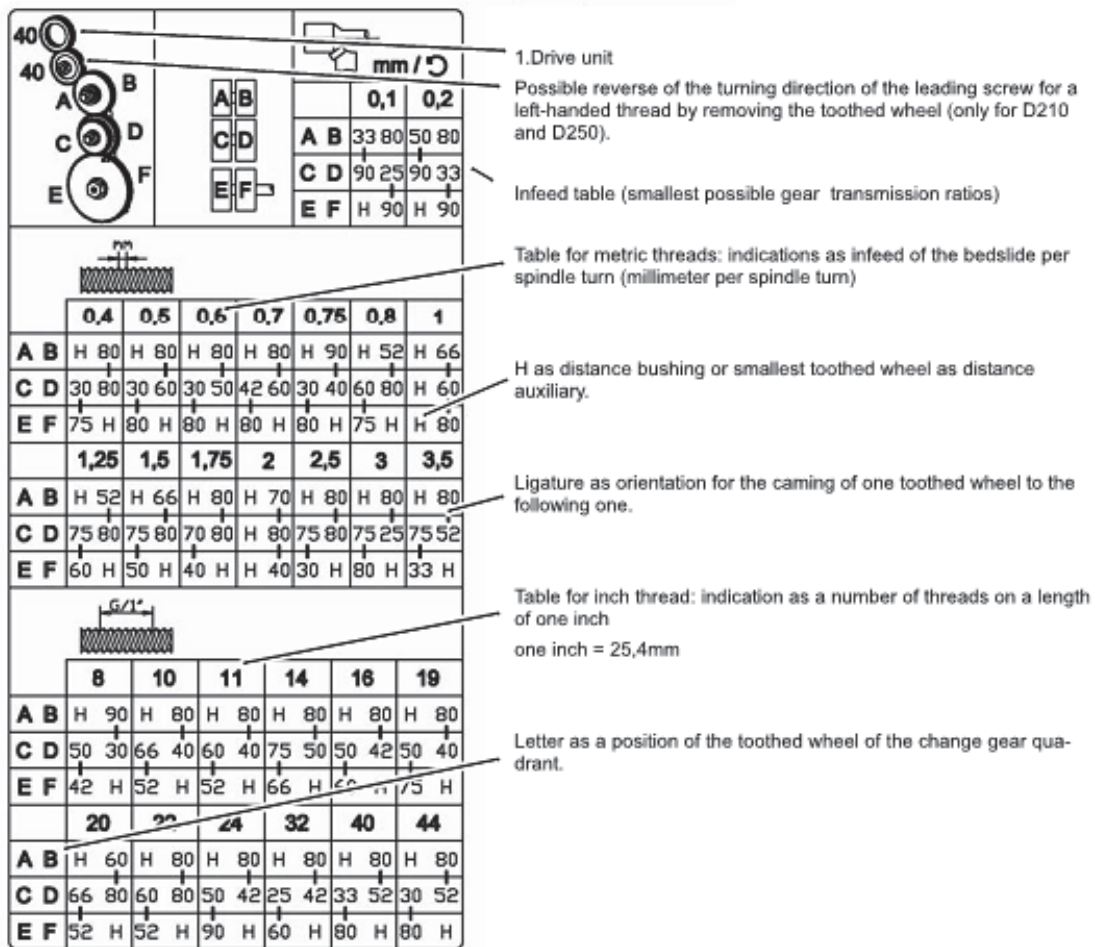 40
40
A
B
C
D
E
F
A B
C D
E F
mm /
0,1 0,2
A B 33 80 50 80
C D 90 25 90 33
E F H 90 H 90
1.Drive unit
Possible reverse of the turning direction of the leading screw for a
left-handed thread by removing the toothed wheel (only for D210
and D250).
Infeed table (smallest possible gear transmission ratios)
mm
0,4 0,5 0,6 0,7 0,75 0,8 1
A B H 80 H 80 H 80 H 80 H 90 H 52 H 66
C D 30 80 30 60 30 50 42 60 30 40 60 80 H 60
E F 75 H 80 H 80 H 80 H 80 H 75 H H 80
1,25 1,5 1,75 2 2,5 3 3,5
A B H 52 H 66 H 80 H 70 H 80 H 80 H 80
C D 75 80 75 80 70 80 H 80 75 80 75 25 75 52
E F 60 H 50 H 40 H H 40 30 H 80 H 33 H
Table for metric threads: indications as infeed of the bedslide per
spindle turn (millimeter per spindle turn)
H as distance bushing or smallest toothed wheel as distance
auxiliary.
Ligature as orientation for the caming of one toothed wheel to the
following one.
G/1"
8 10 11 14 16 19
A B H 90 H 80 H 80 H 80 H 80 H 80
C D 50 30 66 40 60 40 75 50 50 42 50 40
E F 42 H 52 H 52 H 66 H H 75 H
20 24 32 40 44
A B H 60 H 80 H 80 H 80 H 80 H 80
C D 66 80 60 80 50 42 25 42 33 52 30 52
E F 52 H 52 H 90 H 60 H 80 H 80 H
Table for inch thread: indication as a number of threads on a length
of one inch
one inch = 25,4mm
Letter as a position of the toothed wheel of the change gear qua-
drant.